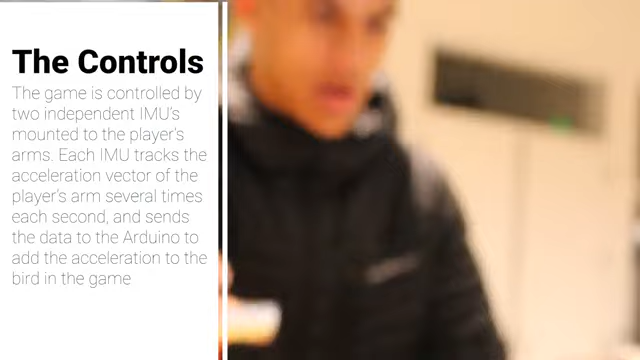 The Controls
The game is controlled by
two independent IMU's
mounted to the player's
arms. Each IMU tracks the
acceleration vector of the
player's arm several times
each second, and sends
the data to the Arduino to
add the acceleration to the
bird in the game